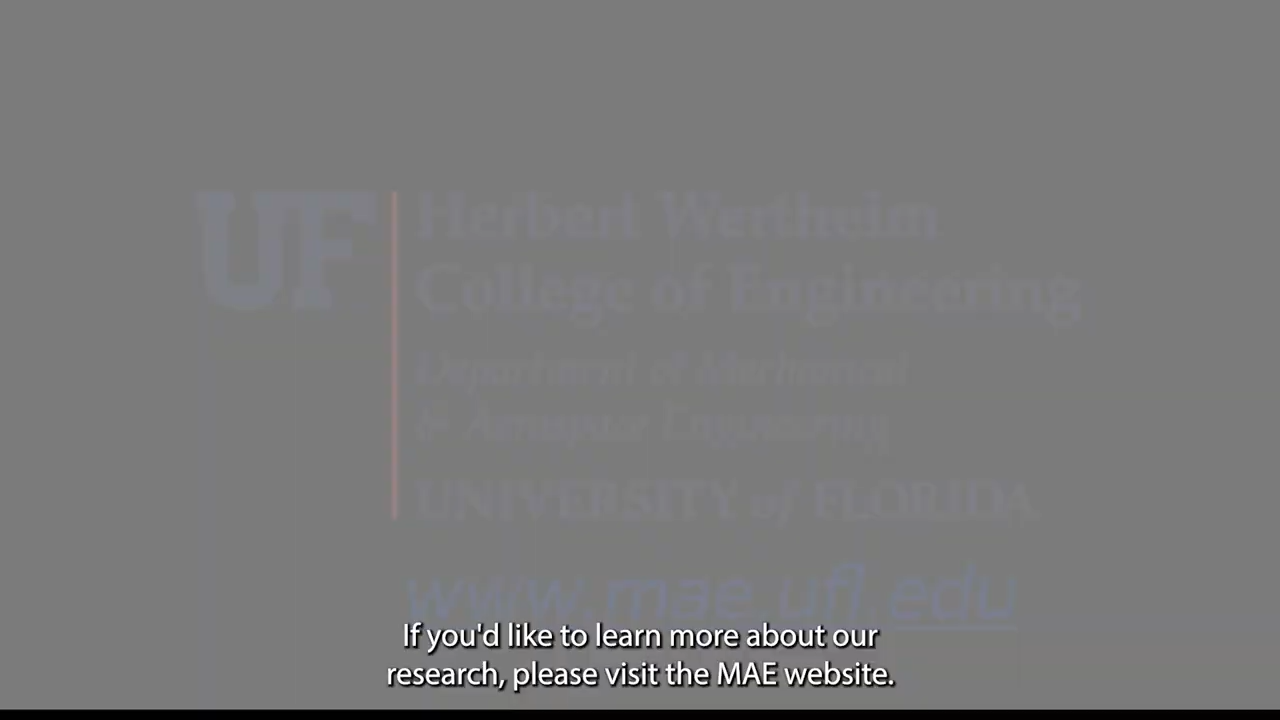 UF
Herbert Wertheim
College of Engineering
Department of Mechanical
& Aerospace Engineering
UNIVERSITY of FLORIDA
www.mae.ufl.edu
If you'd like to learn more about our
research, please visit the MAE website.